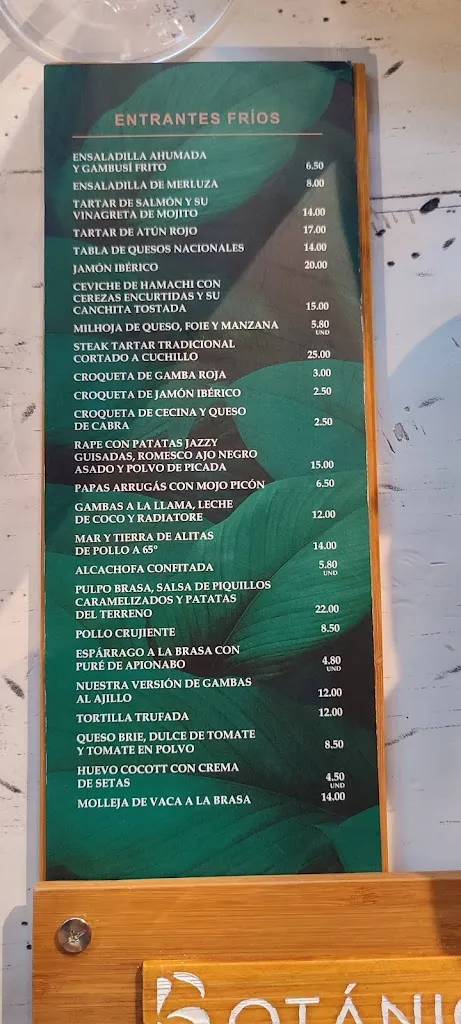 ENTRANTES FRÍOS
ENSALADILLA AHUMADA
Y GAMBUSÍ FRITO 6.50
ENSALADILLA DE MERLUZA 8.00
TARTAR DE SALMÓN Y SU
VINAGRETA DE MOJITO 14.00
TARTAR DE ATÚN ROJO 17.00
TABLA DE QUESOS NACIONALES 14.00
JAMÓN IBÉRICO 20.00
CEVICHE DE HAMACHI CON
CEREZAS ENCURTIDAS Y SU
CANCHITA TOSTADA 15.00
MILHOJA DE QUESO, FOIE Y MANZANA 5.80
UND
STEAK TARTAR TRADICIONAL
CORTADO A CUCHILLO 25.00
CROQUETA DE GAMBA ROJA 3.00
CROQUETA DE JAMÓN IBÉRICO 2.50
CROQUETA DE CECINA Y QUESO
DE CABRA 2.50
RAPE CON PATATAS JAZZY
GUISADAS, ROMESCO AJO NEGRO
ASADO Y POLVO DE PICADA 15.00
PAPAS ARRUGÁS CON MOJO PICÓN 6.50
GAMBAS A LA LLAMA, LECHE
DE COCO Y RADIATORE 12.00
MAR Y TIERRA DE ALITAS
DE POLLO A 65º 14.00
ALCACHOFA CONFITADA 5.80
UND
PULPO BRASA, SALSA DE PIQUILLOS
CARAMELIZADOS Y PATATAS
DEL TERRENO 22.00
POLLO CRUJIENTE 8.50
ESPÁRRAGO A LA BRASA CON
PURÉ DE APIONABO 4.80
UND
NUESTRA VERSIÓN DE GAMBAS
AL AJILLO 12.00
TORTILLA TRUFADA 12.00
QUESO BRIE, DULCE DE TOMATE
Y TOMATE EN POLVO 8.50
HUEVO COCOTT CON CREMA
DE SETAS 4.50
UND
MOLLEJA DE VACA A LA BRASA 14.00
BOTÁNIC